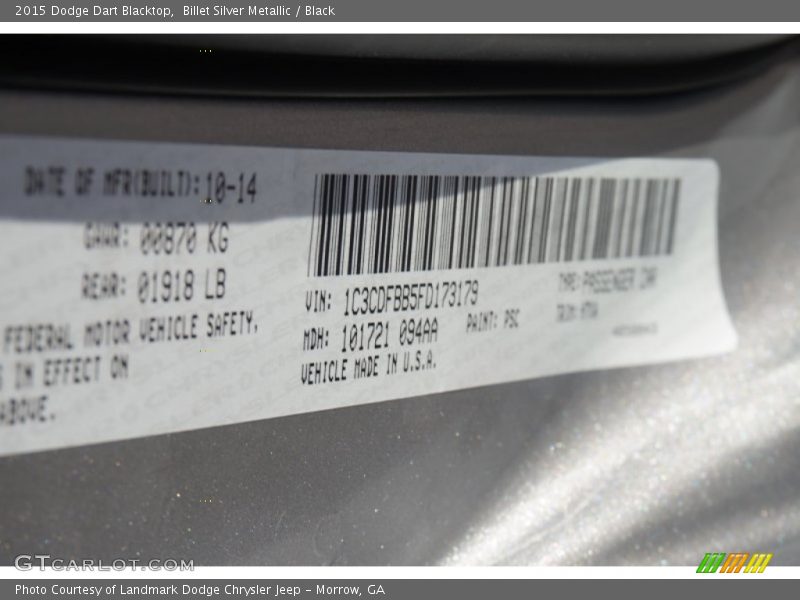 2015 Dodge Dart Blacktop,  Billet Silver Metallic / Black
DATE OF MFR(BUILT): 10-14
GAWR: 00870 KG
REAR: 01918 LB
FEDERAL MOTOR VEHICLE SAFETY,
IN EFFECT ON
ABOVE.
VIN: 1C3CDFBB5FD173179
MDH: 101721 094AA
PAINT: PSC
VEHICLE MADE IN U.S.A.
TYPE: PASSENGER CAR
TRIM:
GTCARLOT.COM
Photo Courtesy of Landmark Dodge Chrysler Jeep – Morrow, GA